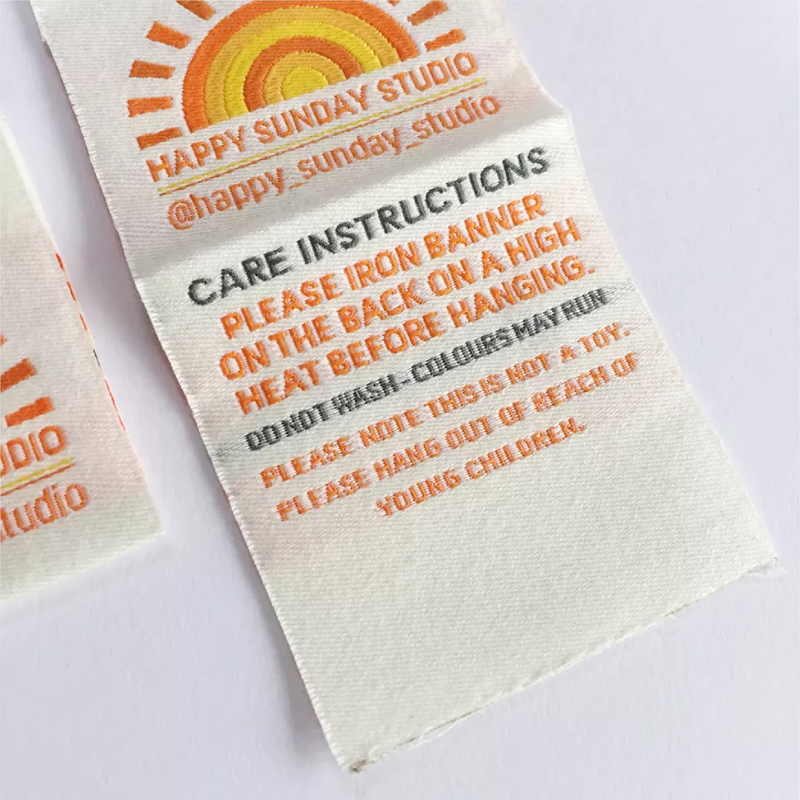 HAPPY SUNDAY STUDIO
@happy_sunday_studio
CARE INSTRUCTIONS
PLEASE IRON BANNER
ON THE BACK ON A HIGH
HEAT BEFORE HANGING.
DO NOT WASH - COLOURS MAY RUN
PLEASE NOTE THIS IS NOT A TOY.
PLEASE HANG OUT OF REACH OF
YOUNG CHILDREN.
UDIO
tudio